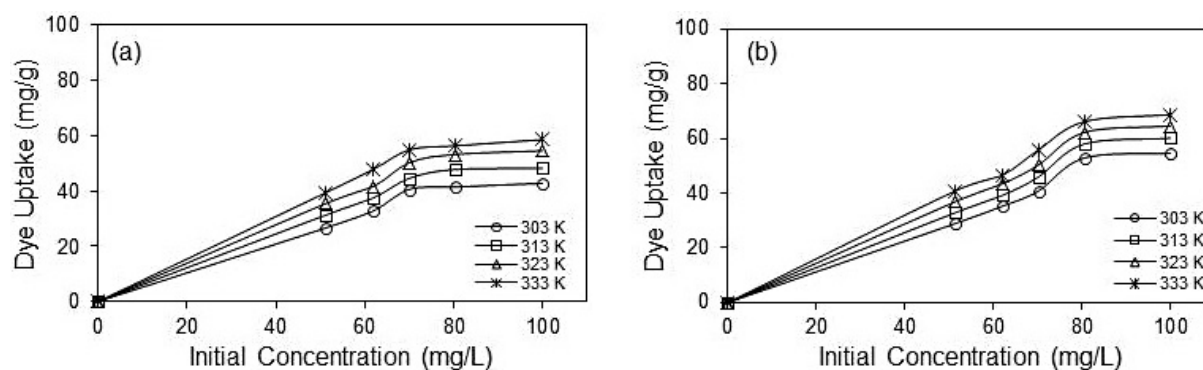 (a)
Dye Uptake (mg/g)
100
80
60
40
20
0
303 K
313 K
323 K
333 K
0 20 40 60 80 100
Initial Concentration (mg/L)
(b)
Dye Uptake (mg/g)
100
80
60
40
20
0
303 K
313 K
323 K
333 K
0 20 40 60 80 100
Initial Concentration (mg/L)